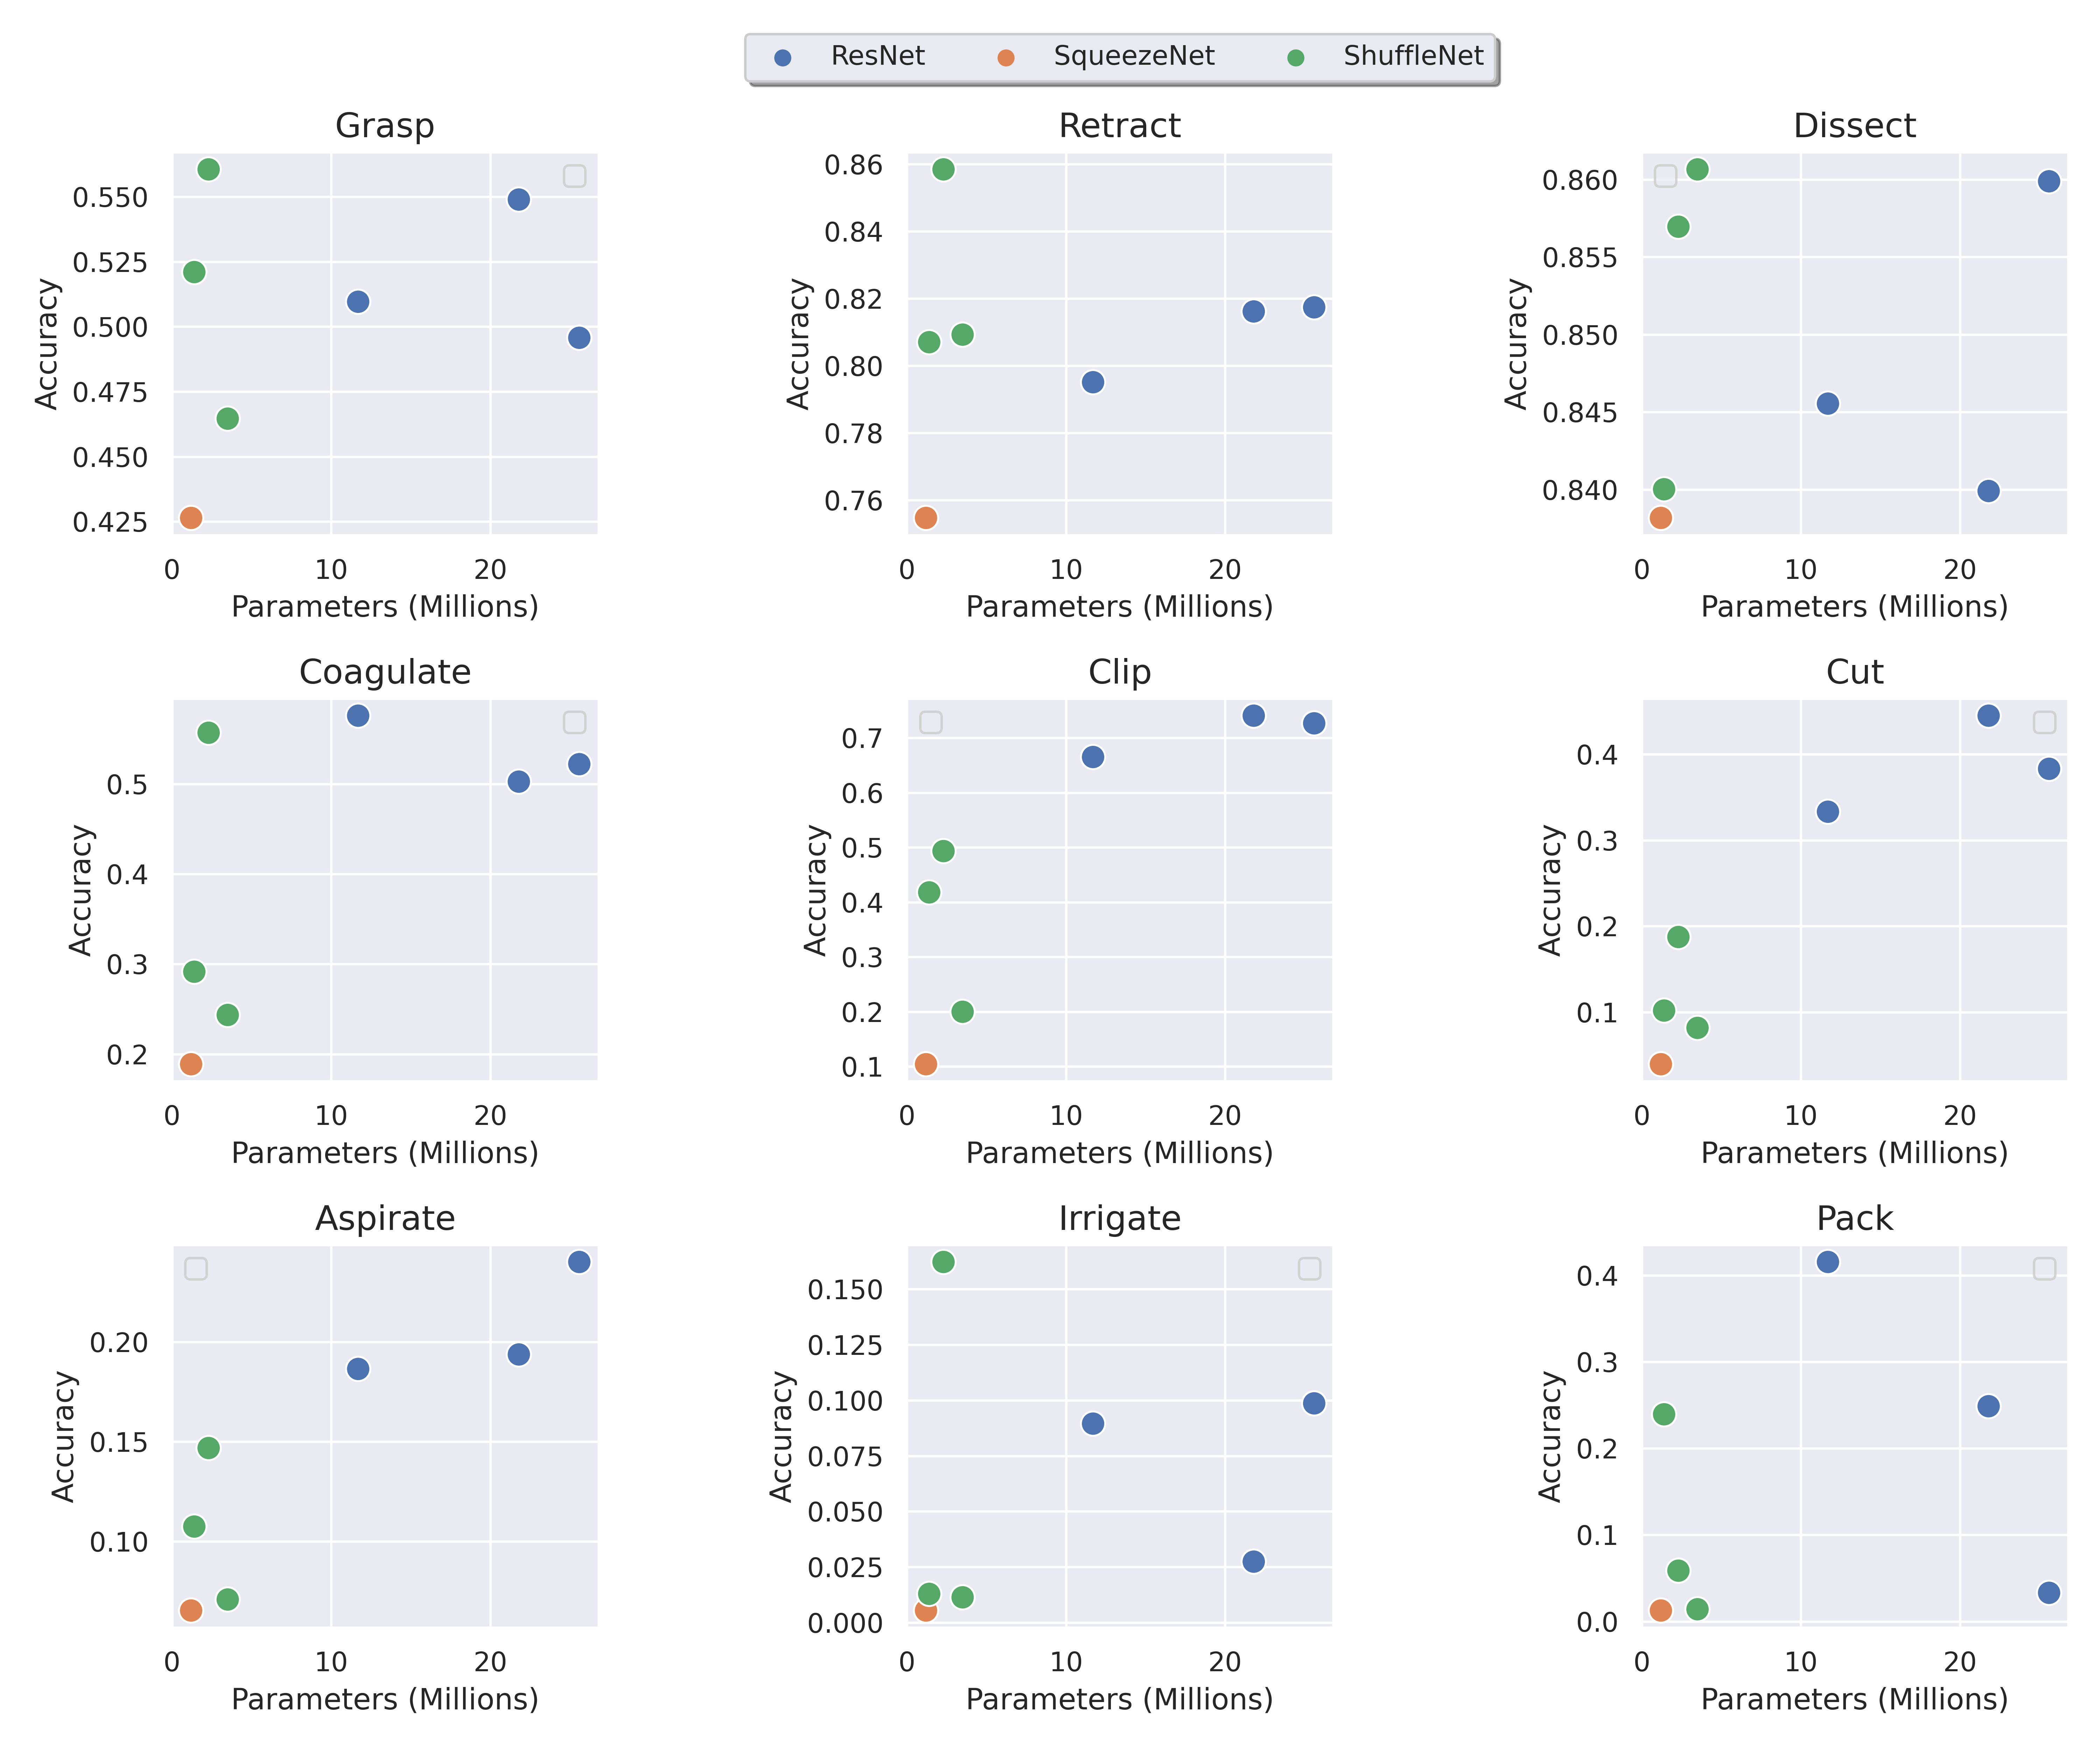 ResNet SqueezeNet ShuffleNet
Grasp Retract Dissect
0.550
0.525
0.500
0.475
0.450
0.425
Accuracy
0 10 20
Parameters (Millions)
0.86
0.84
0.82
0.80
0.78
0.76
Accuracy
0 10 20
Parameters (Millions)
0.860
0.855
0.850
0.845
0.840
Accuracy
0 10 20
Parameters (Millions)
Coagulate Clip Cut
0.5
0.4
0.3
0.2
Accuracy
0 10 20
Parameters (Millions)
0.7
0.6
0.5
0.4
0.3
0.2
0.1
Accuracy
0 10 20
Parameters (Millions)
0.4
0.3
0.2
0.1
Accuracy
0 10 20
Parameters (Millions)
Aspirate Irrigate Pack
0.20
0.15
0.10
Accuracy
0 10 20
Parameters (Millions)
0.150
0.125
0.100
0.075
0.050
0.025
0.000
Accuracy
0 10 20
Parameters (Millions)
0.4
0.3
0.2
0.1
0.0
Accuracy
0 10 20
Parameters (Millions)